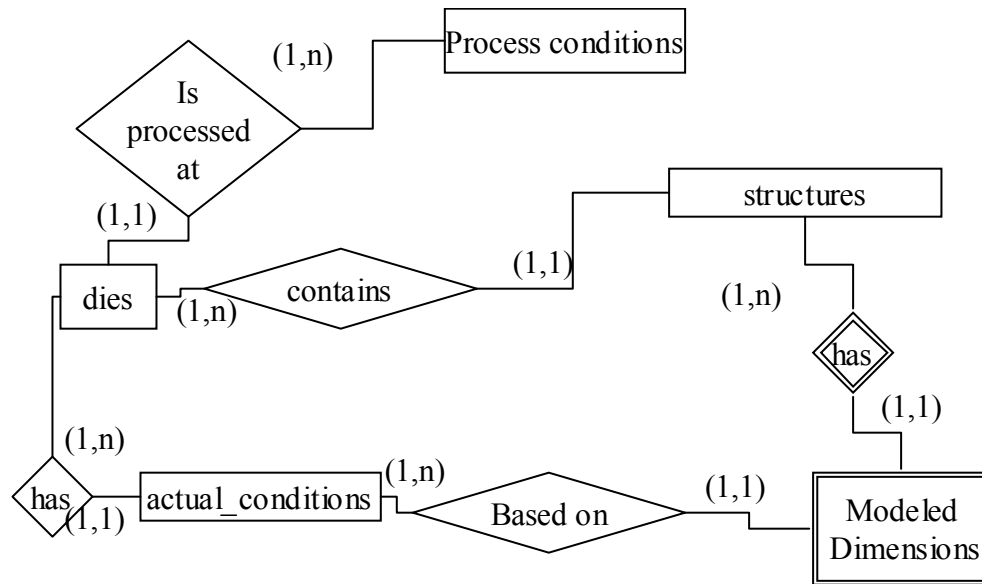 Process conditions
(1,n)
Is
processed
at
structures
(1,1)
(1,1)
contains
dies
(1,n)
(1,n)
has
(1,1)
(1,n)
(1,n)
actual_conditions
(1,1)
has
(1,1)
Based on
Modeled
Dimensions